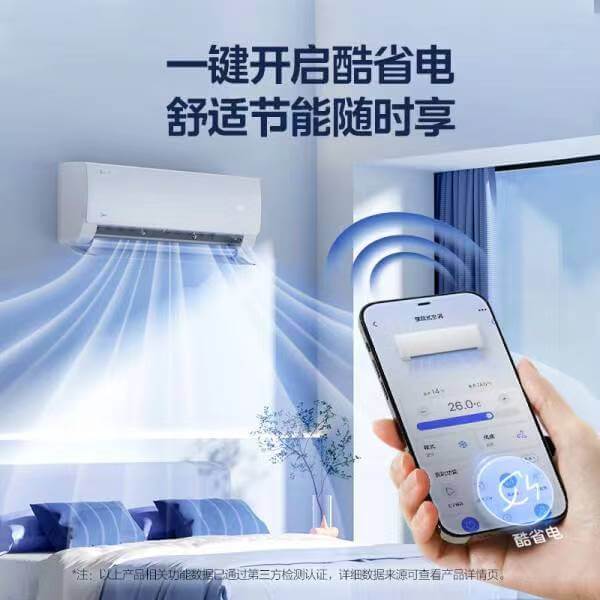 一键开启酷省电
舒适节能随时享
26.0℃
酷省电
*注：以上产品相关功能数据已通过第三方检测认证，详细数据来源可查看产品详情页。